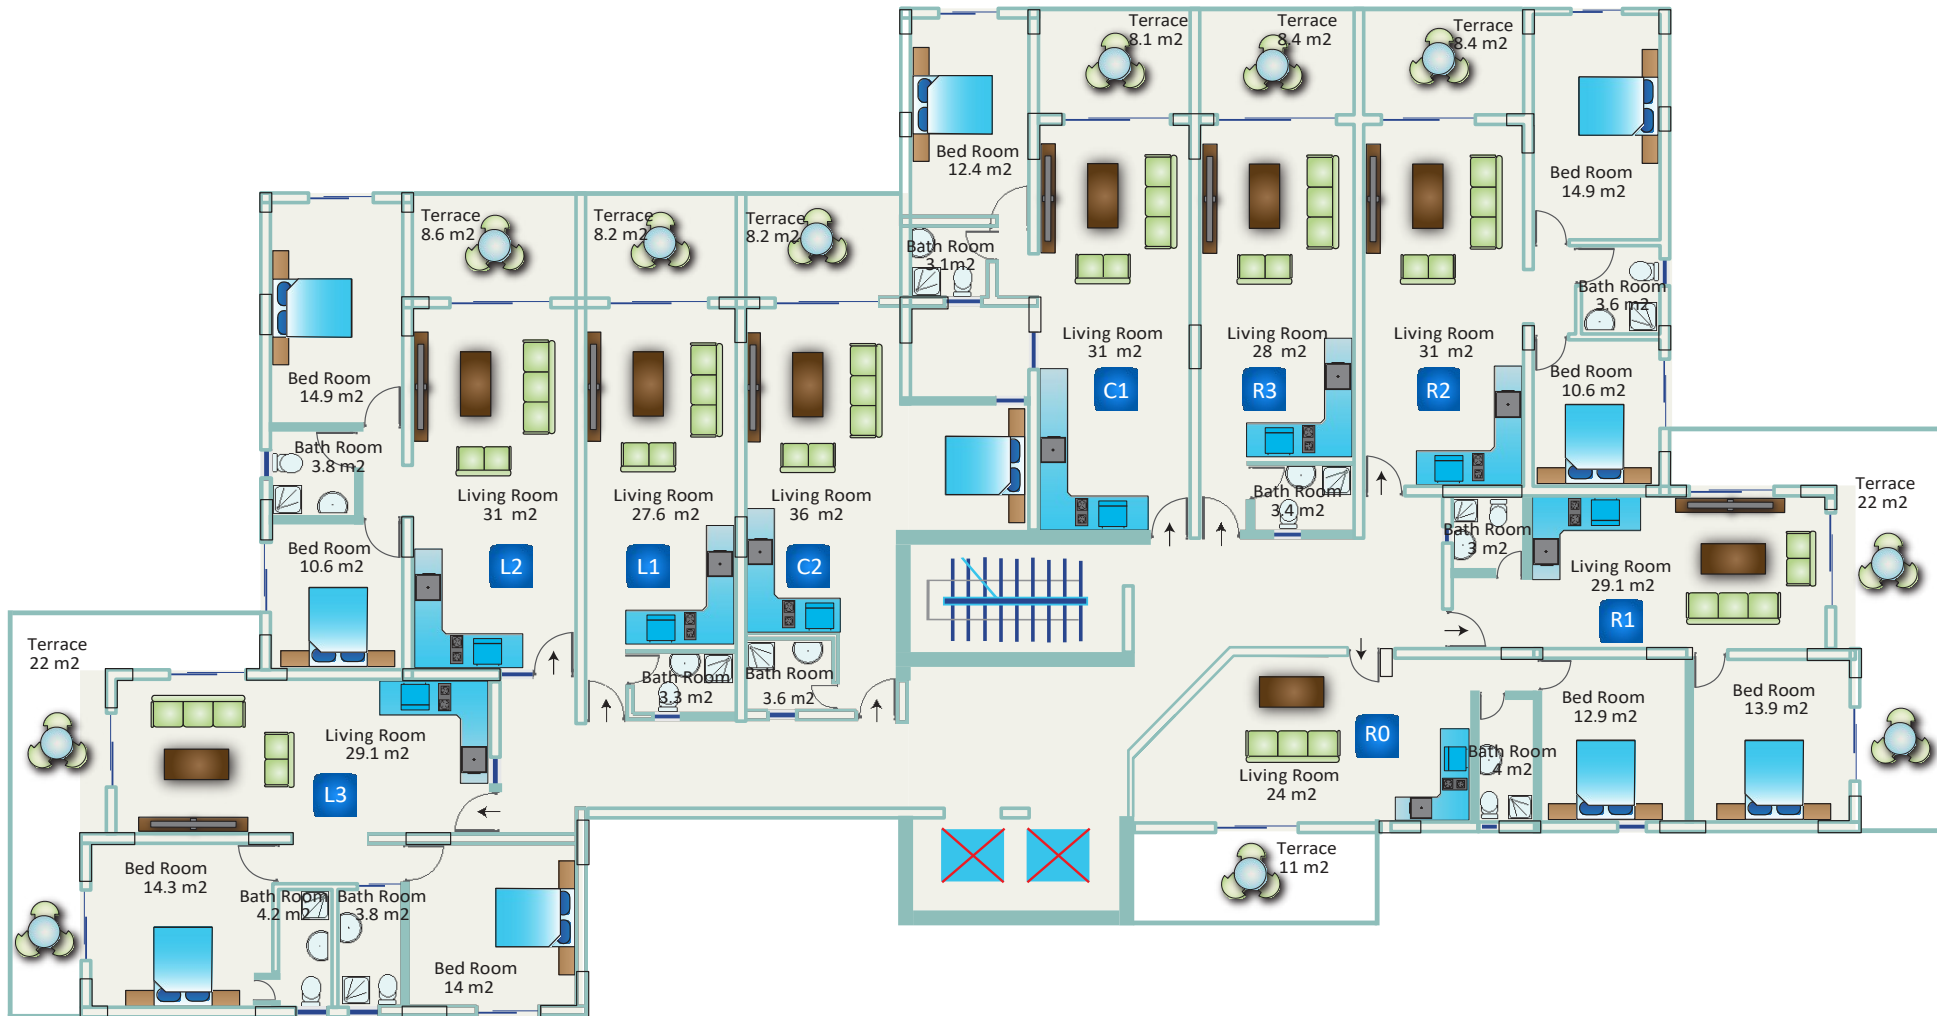 Terrace
8.1 m2
Terrace
8.4 m2
Terrace
8.4 m2
Bed Room
12.4 m2
Bed Room
14.9 m2
Terrace
8.6 m2
Terrace
8.2 m2
Terrace
8.2 m2
Bath Room
3.1m2
Bath Room
3.6 m2
Living Room
31 m2
C1
Living Room
28 m2
R3
Living Room
31 m2
R2
Bed Room
10.6 m2
Bed Room
14.9 m2
Bath Room
3.8 m2
Living Room
31 m2
L2
Living Room
27.6 m2
L1
Living Room
36 m2
C2
Bath Room
3.4 m2
Bath Room
3 m2
Terrace
22 m2
Bed Room
10.6 m2
Living Room
29.1 m2
R1
Terrace
22 m2
Bath Room
3.3 m2
Bath Room
3.6 m2
Living Room
29.1 m2
L3
R0
Living Room
24 m2
Bath Room
4 m2
Bed Room
12.9 m2
Bed Room
13.9 m2
Terrace
11 m2
Bed Room
14.3 m2
Bath Room
4.2 m2
Bath Room
3.8 m2
Bed Room
14 m2